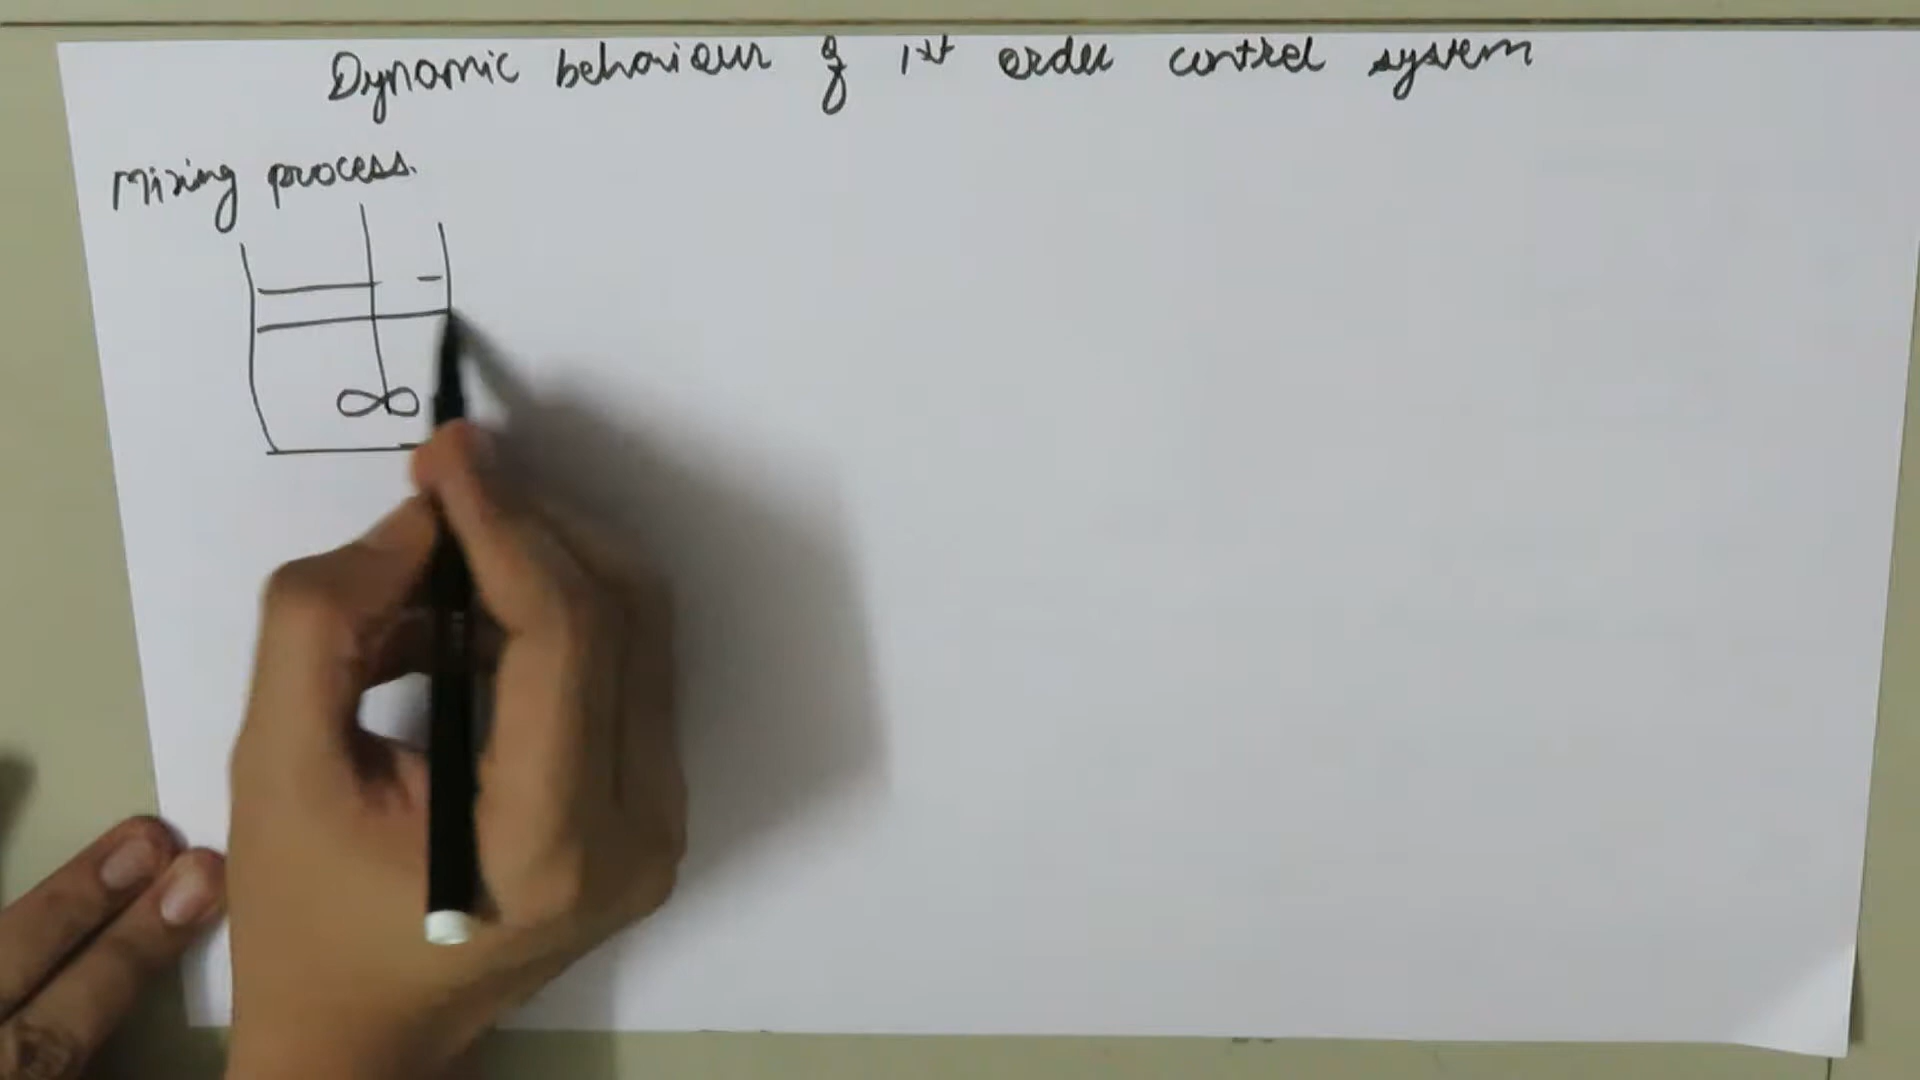 Dynamic behaviour of 1st order control system
Mixing process.